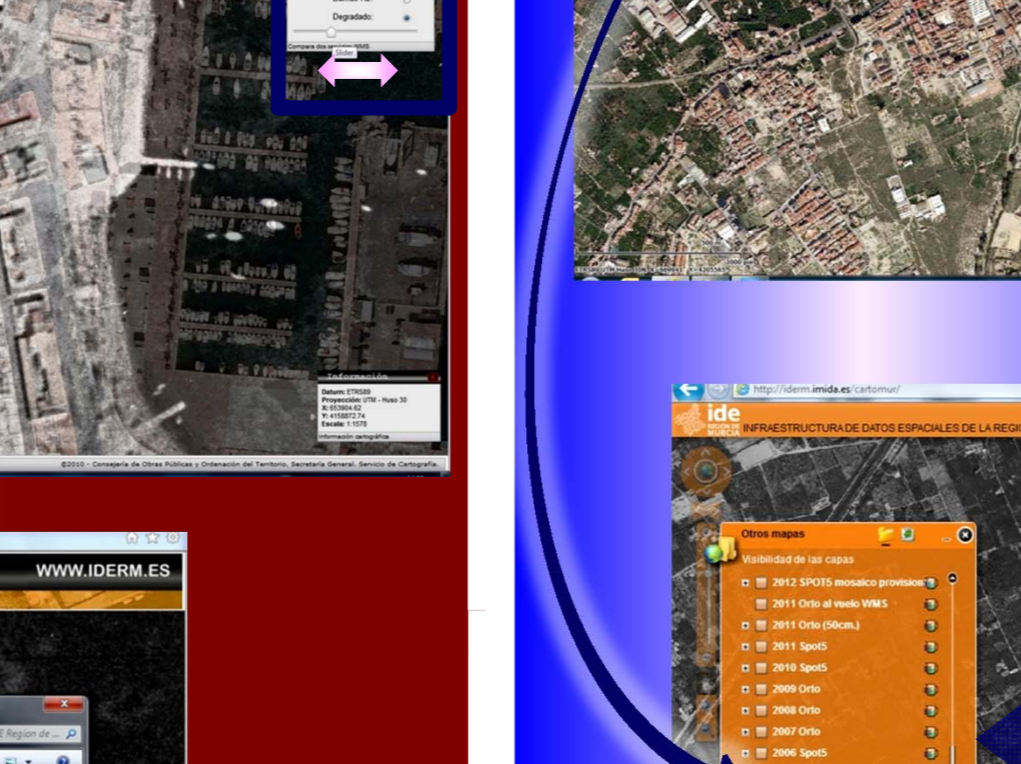 Degradado:
Compara dos servicios WMS
Slider
Información
Datum: ETRS89
Proyección: UTM - Huso 30
X: 653904.62
Y: 4158872.74
Escala: 1:1578
Información cartográfica
©2010 - Consejería de Obras Públicas y Ordenación del Territorio. Secretaría General. Servicio de Cartografía.
WWW.IDERM.ES
E Region de ...
http://iderm.imida.es/cartomur/
ide
REGIÓN DE
MURCIA
INFRAESTRUCTURA DE DATOS ESPACIALES DE LA REGIO
Otros mapas
Visibilidad de las capas
2012 SPOT5 mosaico provision
2011 Orto al vuelo WMS
2011 Orto (50cm.)
2011 Spot5
2010 Spot5
2009 Orto
2008 Orto
2007 Orto
2006 Spot5